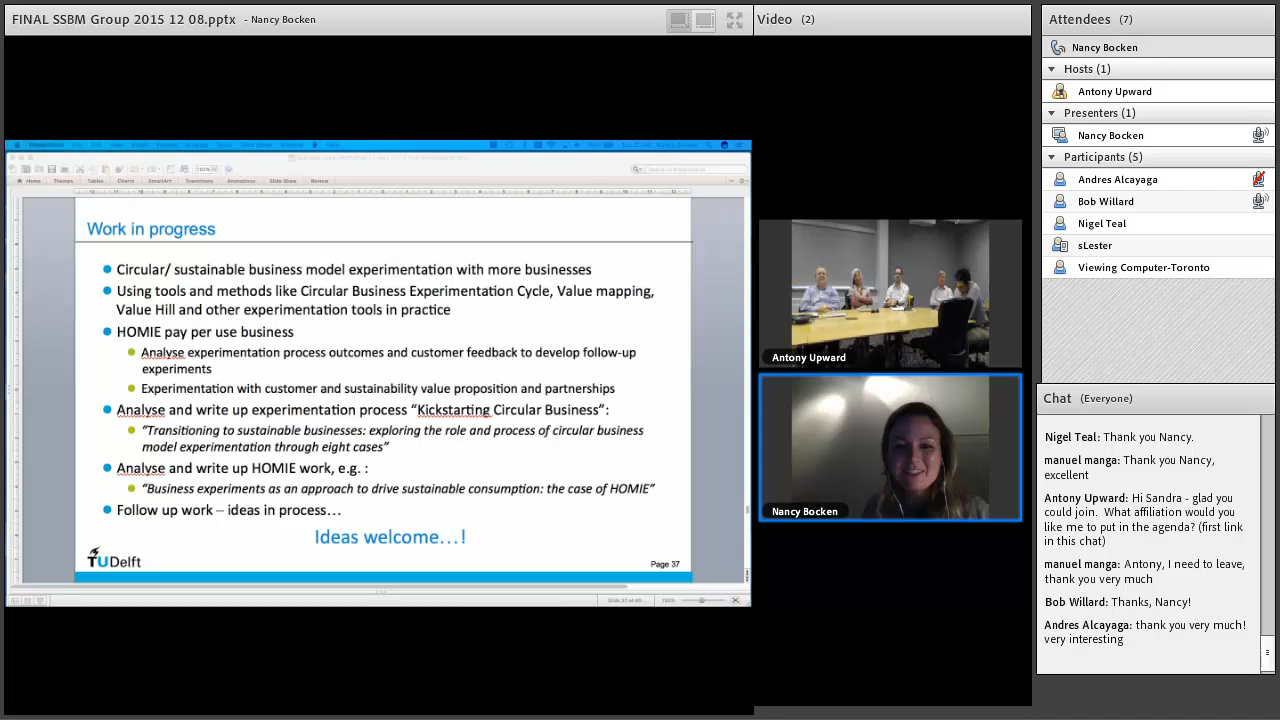 FINAL SSBM Group 2015 12 08.pptx - Nancy Bocken
Work in progress
Circular/ sustainable business model experimentation with more businesses
Using tools and methods like Circular Business Experimentation Cycle, Value mapping,
Value Hill and other experimentation tools in practice
HOMIE pay per use business
Analyse experimentation process outcomes and customer feedback to develop follow-up
experiments
Experimentation with customer and sustainability value proposition and partnerships
Analyse and write up experimentation process “Kickstarting Circular Business”:
“Transitioning to sustainable businesses: exploring the role and process of circular business
model experimentation through eight cases”
Analyse and write up HOMIE work, e.g. :
“Business experiments as an approach to drive sustainable consumption: the case of HOMIE”
Follow up work – ideas in process…
Ideas welcome…!
TUDelft
Page 37
Home Themes Tables Charts SmartArt Transitions Animations Slide Show Review
Video (2)
Antony Upward
Nancy Bocken
Attendees (7)
Nancy Bocken
Hosts (1)
Antony Upward
Presenters (1)
Nancy Bocken
Participants (5)
Andres Alcayaga
Bob Willard
Nigel Teal
sLester
Viewing Computer-Toronto
Chat (Everyone)
Nigel Teal: Thank you Nancy.
manuel manga: Thank you Nancy,
excellent
Antony Upward: Hi Sandra - glad you
could join. What affiliation would you
like me to put in the agenda? (first link
in this chat)
manuel manga: Antony, I need to leave,
thank you very much
Bob Willard: Thanks, Nancy!
Andres Alcayaga: thank you very much!
very interesting